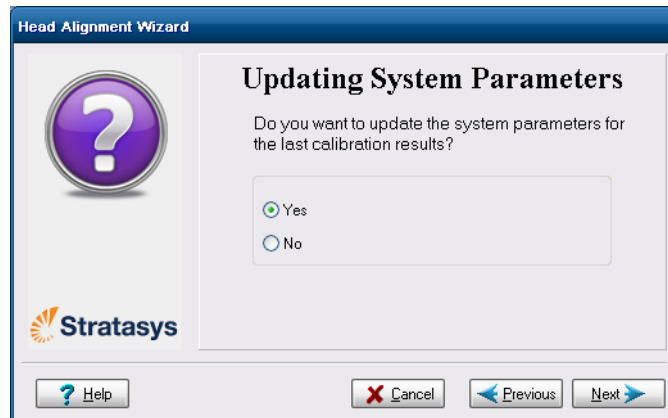 Head Alignment Wizard
Updating System Parameters
Do you want to update the system parameters for
the last calibration results?
Yes
No
Stratasys
Help
Cancel
Previous
Next